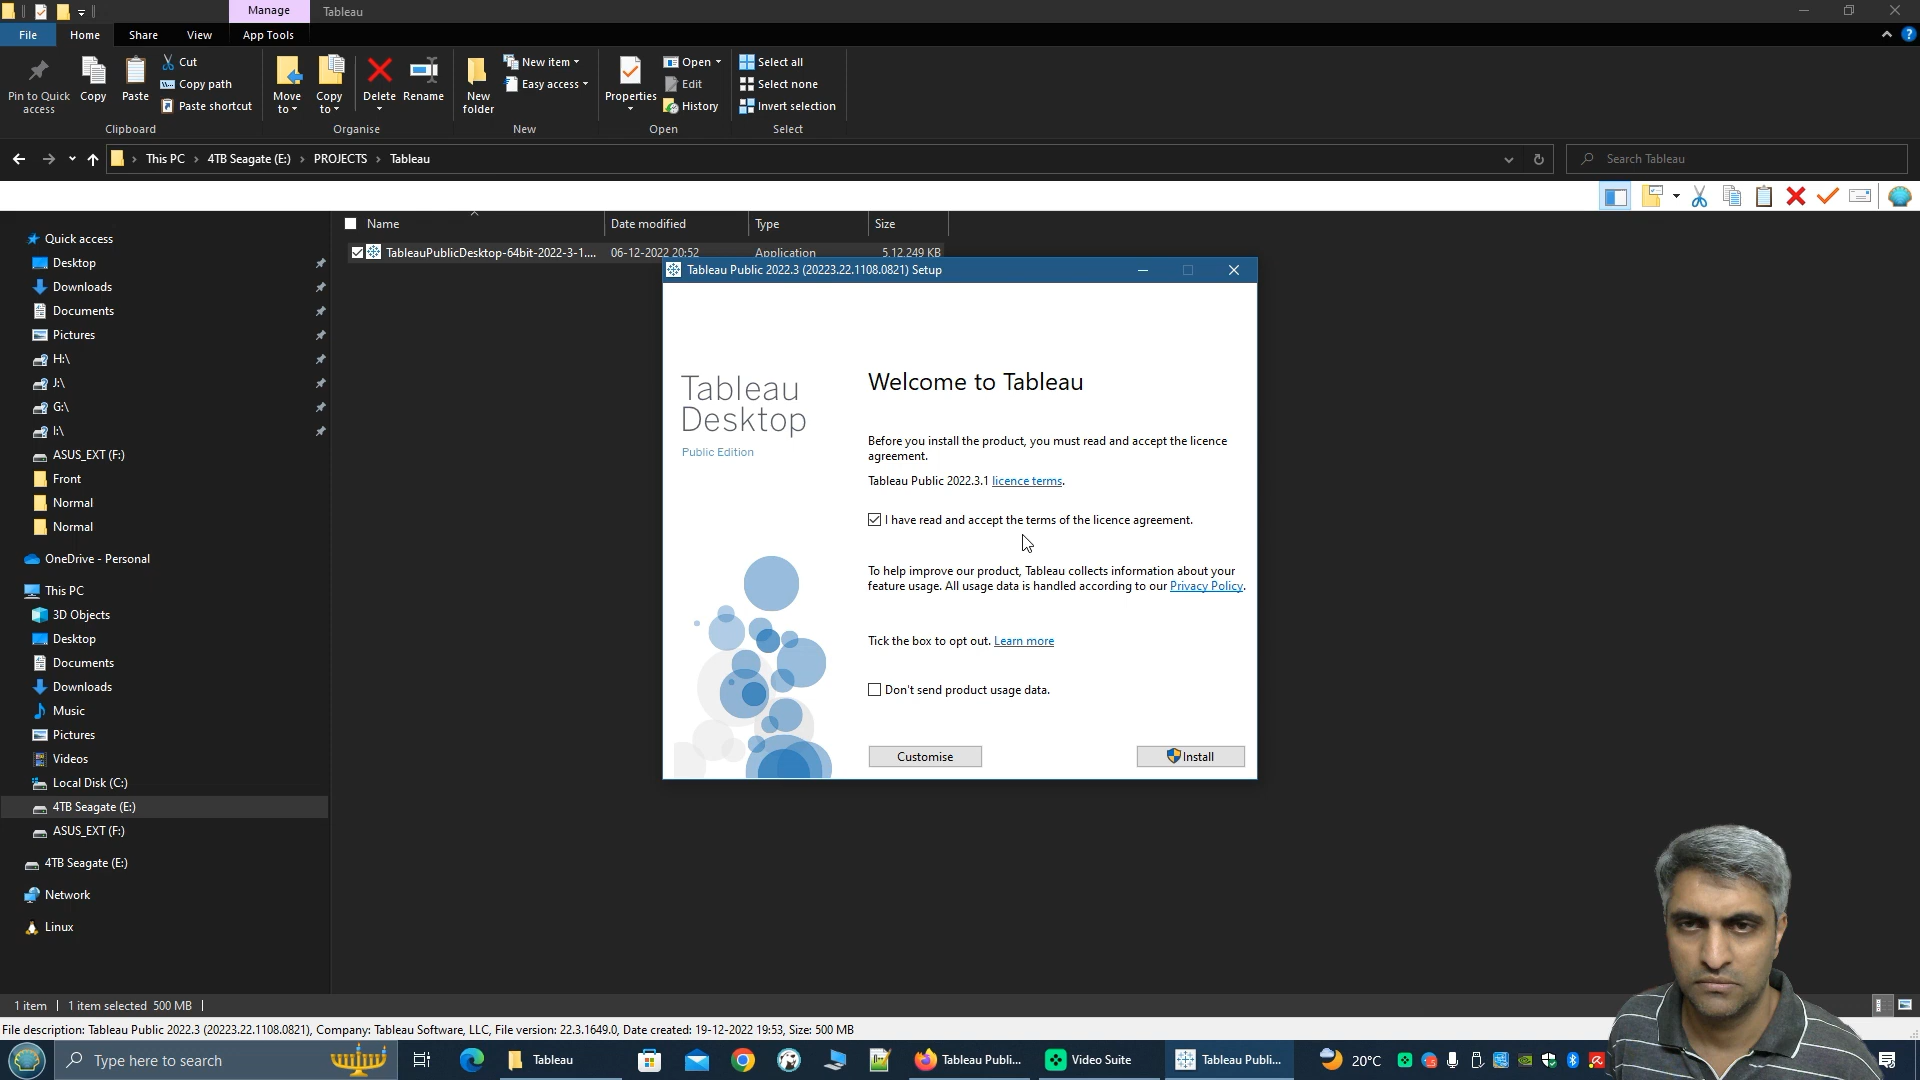 Manage
Tableau
File
Home
Share
View
App Tools
Pin to Quick access
Copy
Paste
Cut
Copy path
Paste shortcut
Clipboard
Move to
Copy to
Delete
Rename
Organise
New folder
New item
Easy access
New
Properties
Open
Edit
History
Open
Select all
Select none
Invert selection
Select
This PC
4TB Seagate (E:)
PROJECTS
Tableau
Search Tableau
Name
Date modified
Type
Size
TableauPublicDesktop-64bit-2022-3-1....
06-12-2022 20:52
Application
5,12,249 KB
Quick access
Desktop
Downloads
Documents
Pictures
H:\
J:\
G:\
I:\
ASUS_EXT (F:)
Front
Normal
Normal
OneDrive - Personal
This PC
3D Objects
Desktop
Documents
Downloads
Music
Pictures
Videos
Local Disk (C:)
4TB Seagate (E:)
ASUS_EXT (F:)
4TB Seagate (E:)
Network
Linux
Tableau Public 2022.3 (20223.22.1108.0821) Setup
Tableau
Desktop
Public Edition
Welcome to Tableau
Before you install the product, you must read and accept the licence
agreement.
Tableau Public 2022.3.1 licence terms.
I have read and accept the terms of the licence agreement.
To help improve our product, Tableau collects information about your
feature usage. All usage data is handled according to our Privacy Policy.
Tick the box to opt out. Learn more
Don't send product usage data.
Customise
Install
1 item
1 item selected 500 MB
File description: Tableau Public 2022.3 (20223.22.1108.0821), Company: Tableau Software, LLC, File version: 22.3.1649.0, Date created: 19-12-2022 19:53, Size: 500 MB
Type here to search
Tableau
Tableau Publi...
Video Suite
Tableau Publi...
20°C